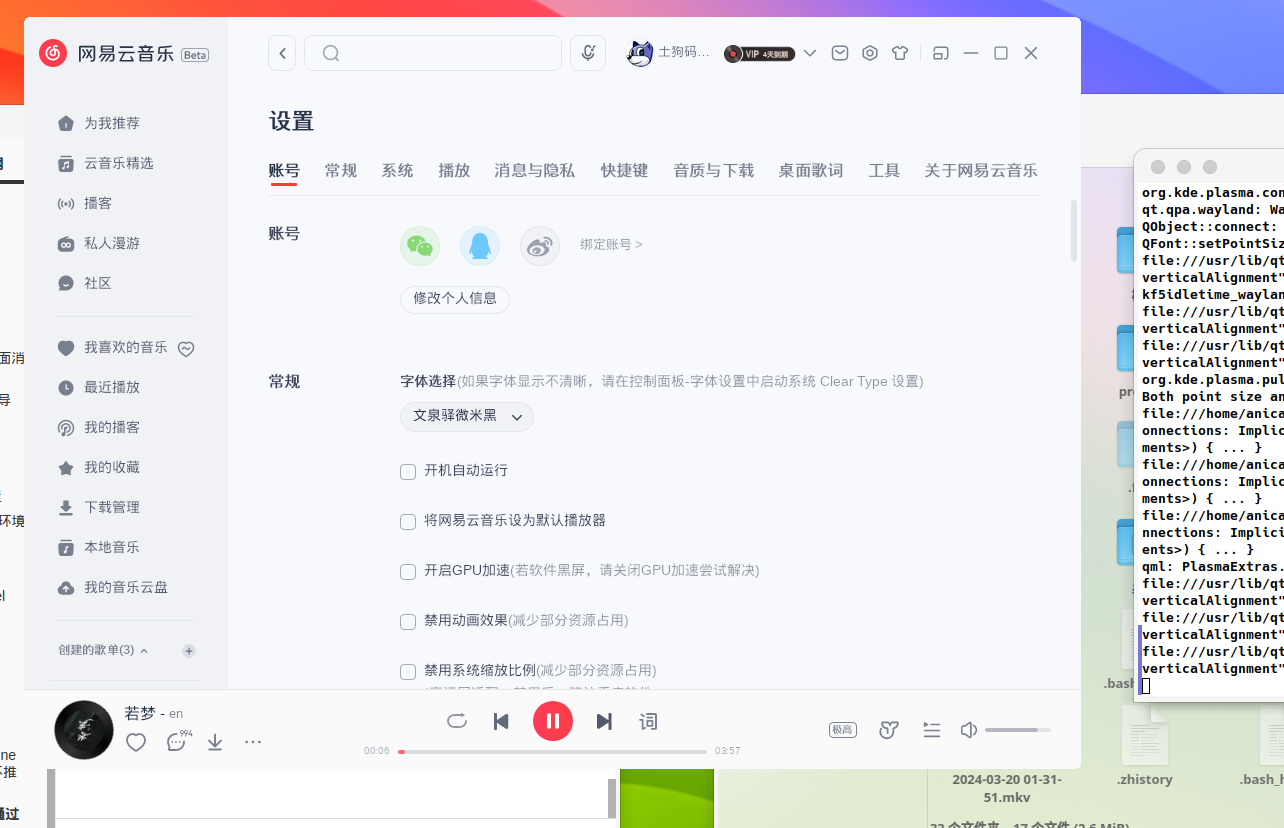 网易云音乐 Beta
土狗码...
VIP 4天到期
为我推荐
云音乐精选
播客
私人漫游
社区
我喜欢的音乐
最近播放
我的播客
我的收藏
下载管理
本地音乐
我的音乐云盘
创建的歌单(3)
设置
账号 常规 系统 播放 消息与隐私 快捷键 音质与下载 桌面歌词 工具 关于网易云音乐
账号
绑定账号 >
修改个人信息
常规
字体选择(如果字体显示不清晰，请在控制面板-字体设置中启动系统 Clear Type 设置)
文泉驿微米黑
开机自动运行
将网易云音乐设为默认播放器
开启GPU加速(若软件黑屏，请关闭GPU加速尝试解决)
禁用动画效果(减少部分资源占用)
禁用系统缩放比例(减少部分资源占用)
若梦 - en
994
词
极高
00:06
03:57
面消
导
环境
el
ne
不推
通过
org.kde.plasma.con
qt.qpa.wayland: Wa
QObject::connect:
QFont::setPointSiz
file:///usr/lib/qt
verticalAlignment"
kf5idletime_waylan
file:///usr/lib/qt
verticalAlignment"
file:///usr/lib/qt
verticalAlignment"
org.kde.plasma.pul
Both point size an
file:///home/anica
onnections: Implic
ments>) { ... }
file:///home/anica
onnections: Implic
ments>) { ... }
file:///home/anica
nnections: Implici
ents>) { ... }
qml: PlasmaExtras.
file:///usr/lib/qt
verticalAlignment"
file:///usr/lib/qt
verticalAlignment"
file:///usr/lib/qt
verticalAlignment"
pr
.bash
2024-03-20 01-31-
51.mkv
.zhistory
.bash_h
33 个文件夹，17 个文件 (2.6 MiB)